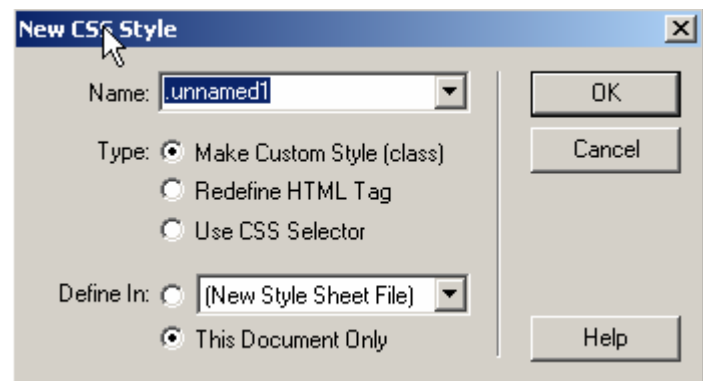 New CSS Style
Name: .unnamed1
OK
Type: Make Custom Style (class)
Cancel
Redefine HTML Tag
Use CSS Selector
Define In: (New Style Sheet File)
This Document Only
Help